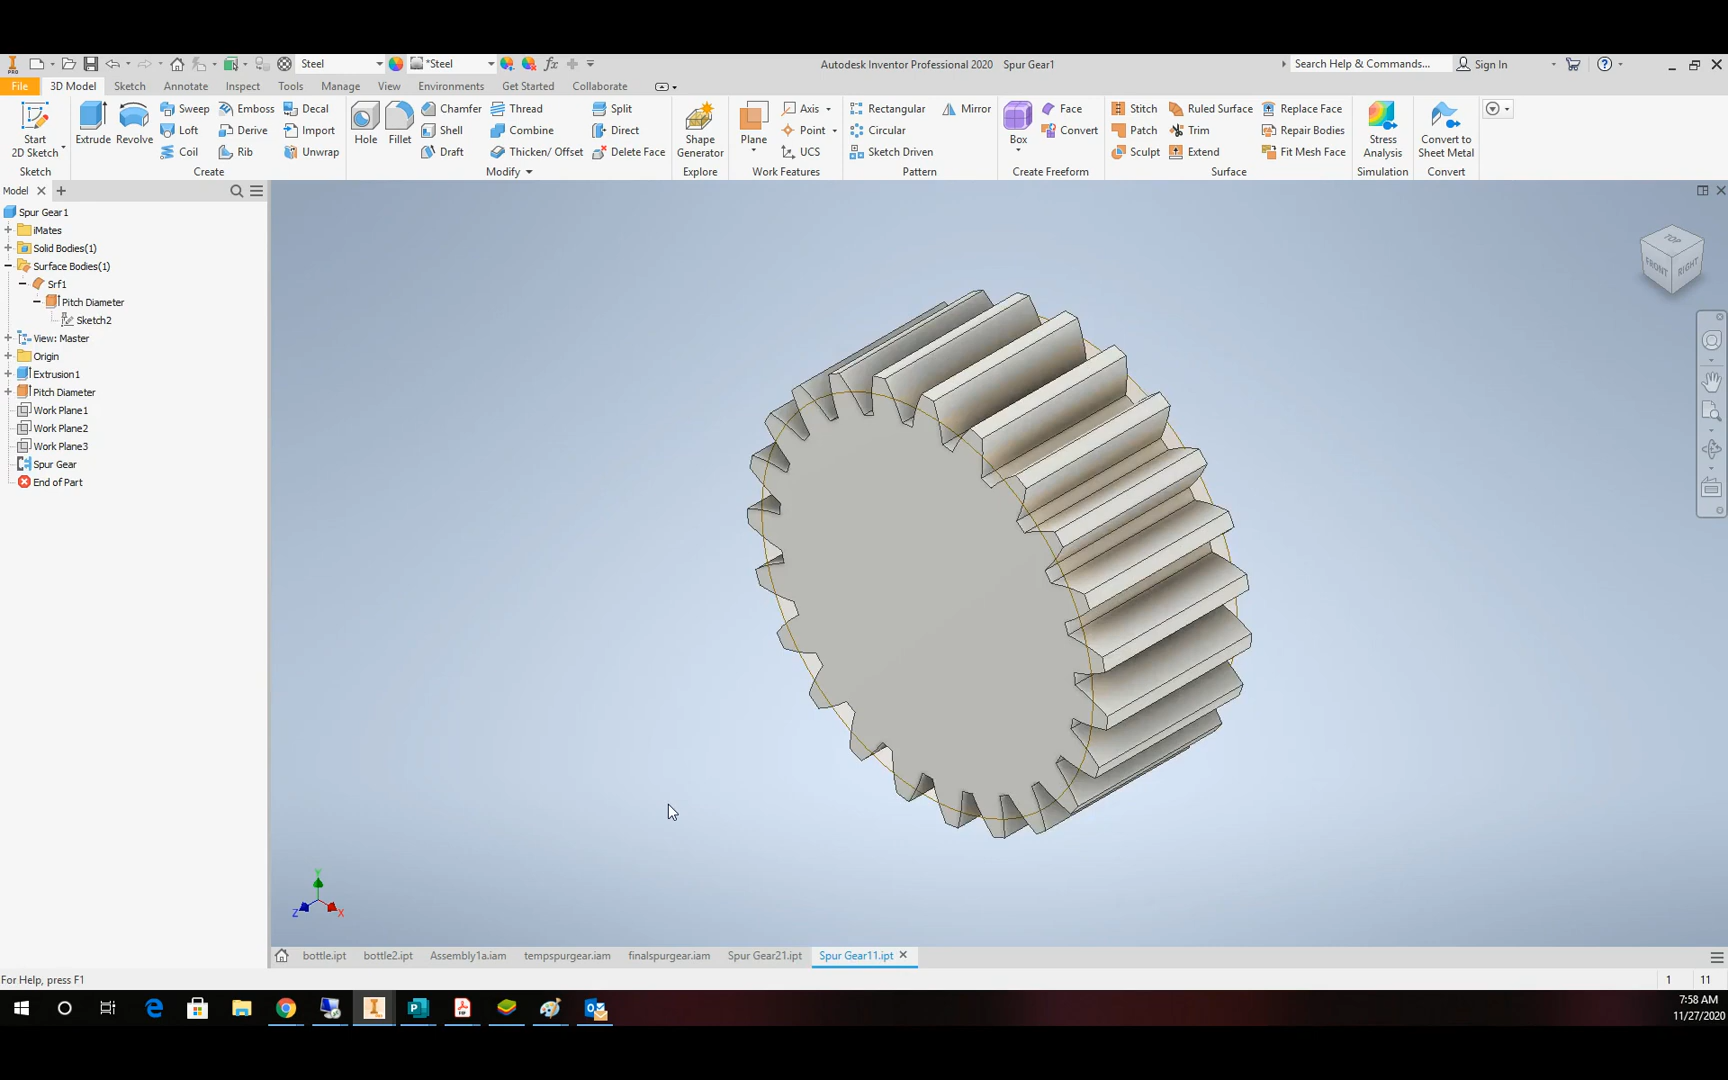 Steel
*Steel
Autodesk Inventor Professional 2020 Spur Gear1
Search Help & Commands...
Sign In
File 3D Model Sketch Annotate Inspect Tools Manage View Environments Get Started Collaborate
Start
2D Sketch
Sketch
Extrude
Revolve
Sweep
Loft
Coil
Emboss
Derive
Rib
Decal
Import
Unwrap
Create
Hole
Fillet
Chamfer
Shell
Draft
Thread
Combine
Thicken/ Offset
Split
Direct
Delete Face
Modify
Shape
Generator
Explore
Plane
Axis
Point
UCS
Work Features
Rectangular
Circular
Sketch Driven
Mirror
Pattern
Box
Face
Convert
Create Freeform
Stitch
Patch
Sculpt
Ruled Surface
Trim
Extend
Replace Face
Repair Bodies
Fit Mesh Face
Surface
Stress
Analysis
Simulation
Convert to
Sheet Metal
Convert
Model
Spur Gear1
iMates
Solid Bodies(1)
Surface Bodies(1)
Srf1
Pitch Diameter
Sketch2
View: Master
Origin
Extrusion1
Pitch Diameter
Work Plane1
Work Plane2
Work Plane3
Spur Gear
End of Part
TOP
FRONT
RIGHT
Y
Z
X
bottle.ipt bottle2.ipt Assembly1a.iam tempspurgear.iam finalspurgear.iam Spur Gear21.ipt Spur Gear11.ipt
For Help, press F1
1 11
7:58 AM
11/27/2020